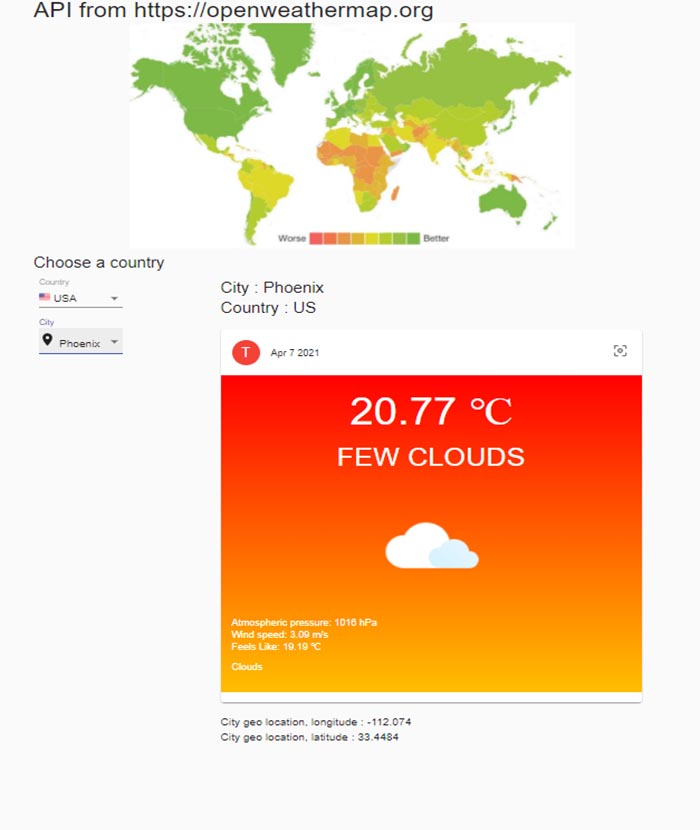 API from https://openweathermap.org
Worse Better
Choose a country
Country
USA
City
Phoenix
City : Phoenix
Country : US
T Apr 7 2021
20.77 °C
FEW CLOUDS
Atmospheric pressure: 1016 hPa
Wind speed: 3.09 m/s
Feels Like: 19.19 °C
Clouds
City geo location, longitude : -112.074
City geo location, latitude : 33.4484